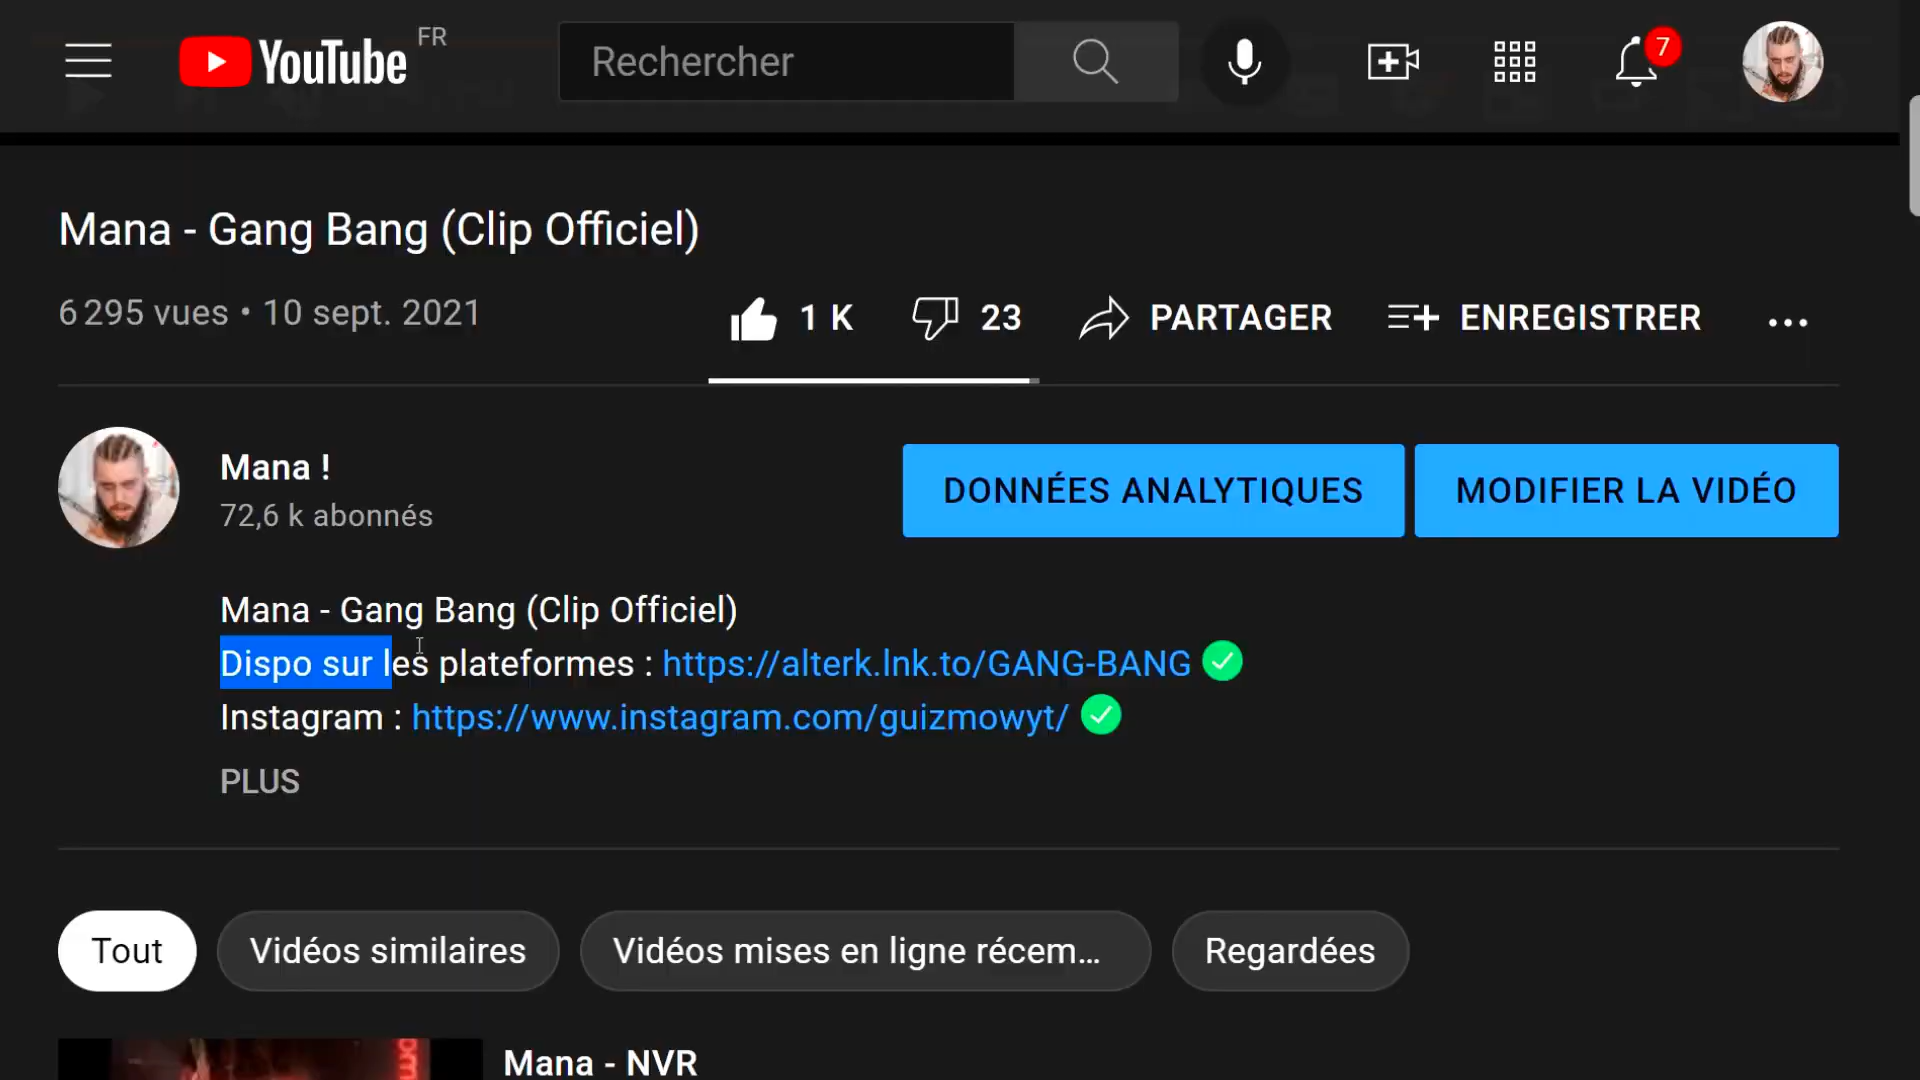 YouTube FR
Rechercher
7
Mana - Gang Bang (Clip Officiel)
6 295 vues • 10 sept. 2021
1 K
23
PARTAGER
ENREGISTRER
Mana !
72,6 k abonnés
DONNÉES ANALYTIQUES
MODIFIER LA VIDÉO
Mana - Gang Bang (Clip Officiel)
Dispo sur les plateformes : https://alterk.lnk.to/GANG-BANG
Instagram : https://www.instagram.com/guizmowyt/
PLUS
Tout
Vidéos similaires
Vidéos mises en ligne récem...
Regardées
Mana - NVR